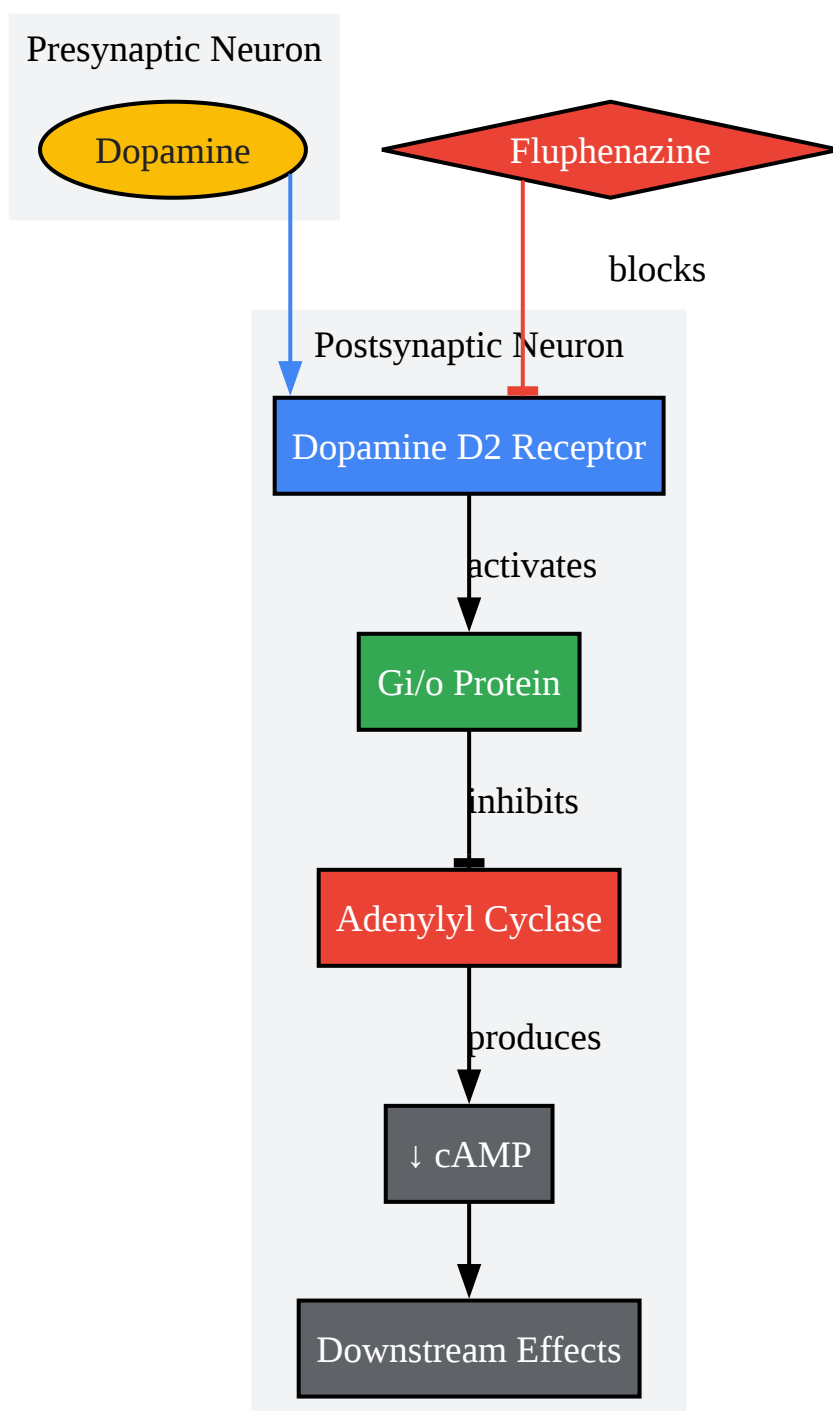 Presynaptic Neuron
Dopamine
Fluphenazine
blocks
Postsynaptic Neuron
Dopamine D2 Receptor
activates
Gi/o Protein
inhibits
Adenylyl Cyclase
produces
↓ cAMP
Downstream Effects